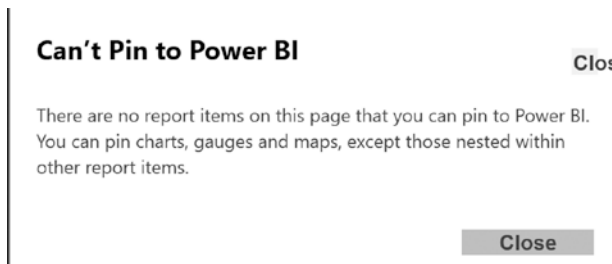 Can't Pin to Power BI
Clos
There are no report items on this page that you can pin to Power BI.
You can pin charts, gauges and maps, except those nested within
other report items.
Close